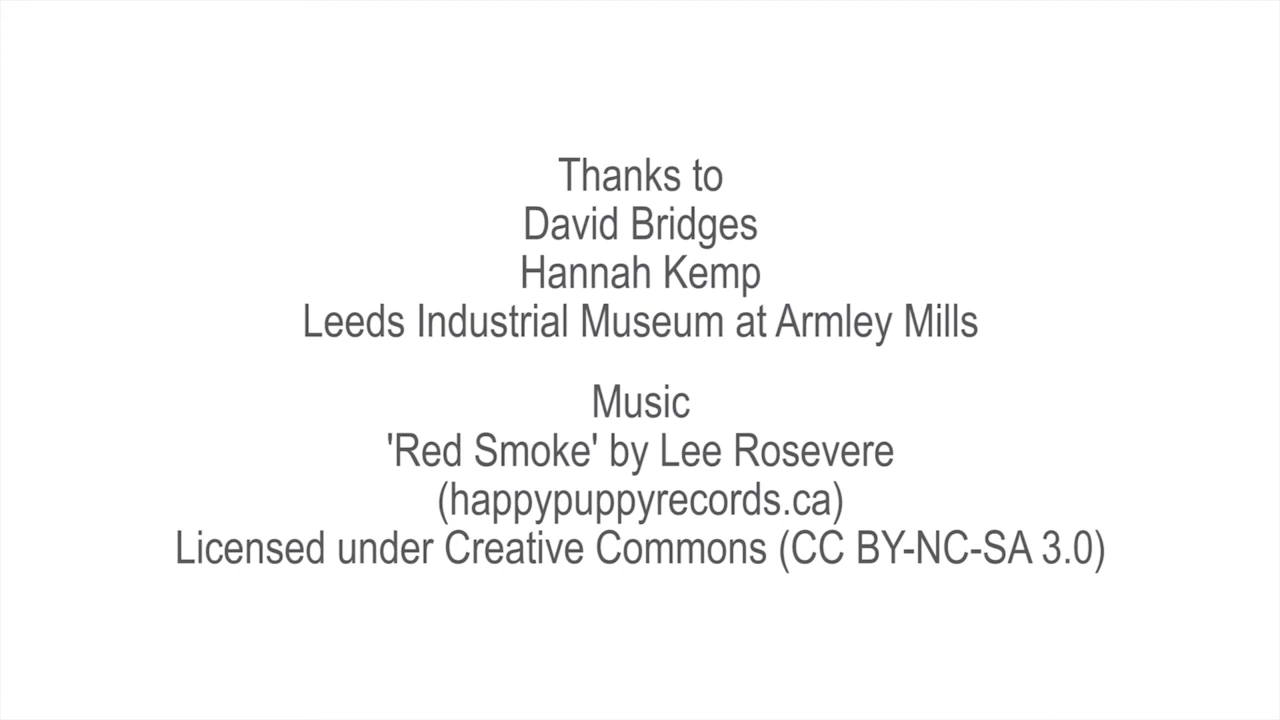 Thanks to
David Bridges
Hannah Kemp
Leeds Industrial Museum at Armley Mills
Music
'Red Smoke' by Lee Rosevere
(happypuppyrecords.ca)
Licensed under Creative Commons (CC BY-NC-SA 3.0)